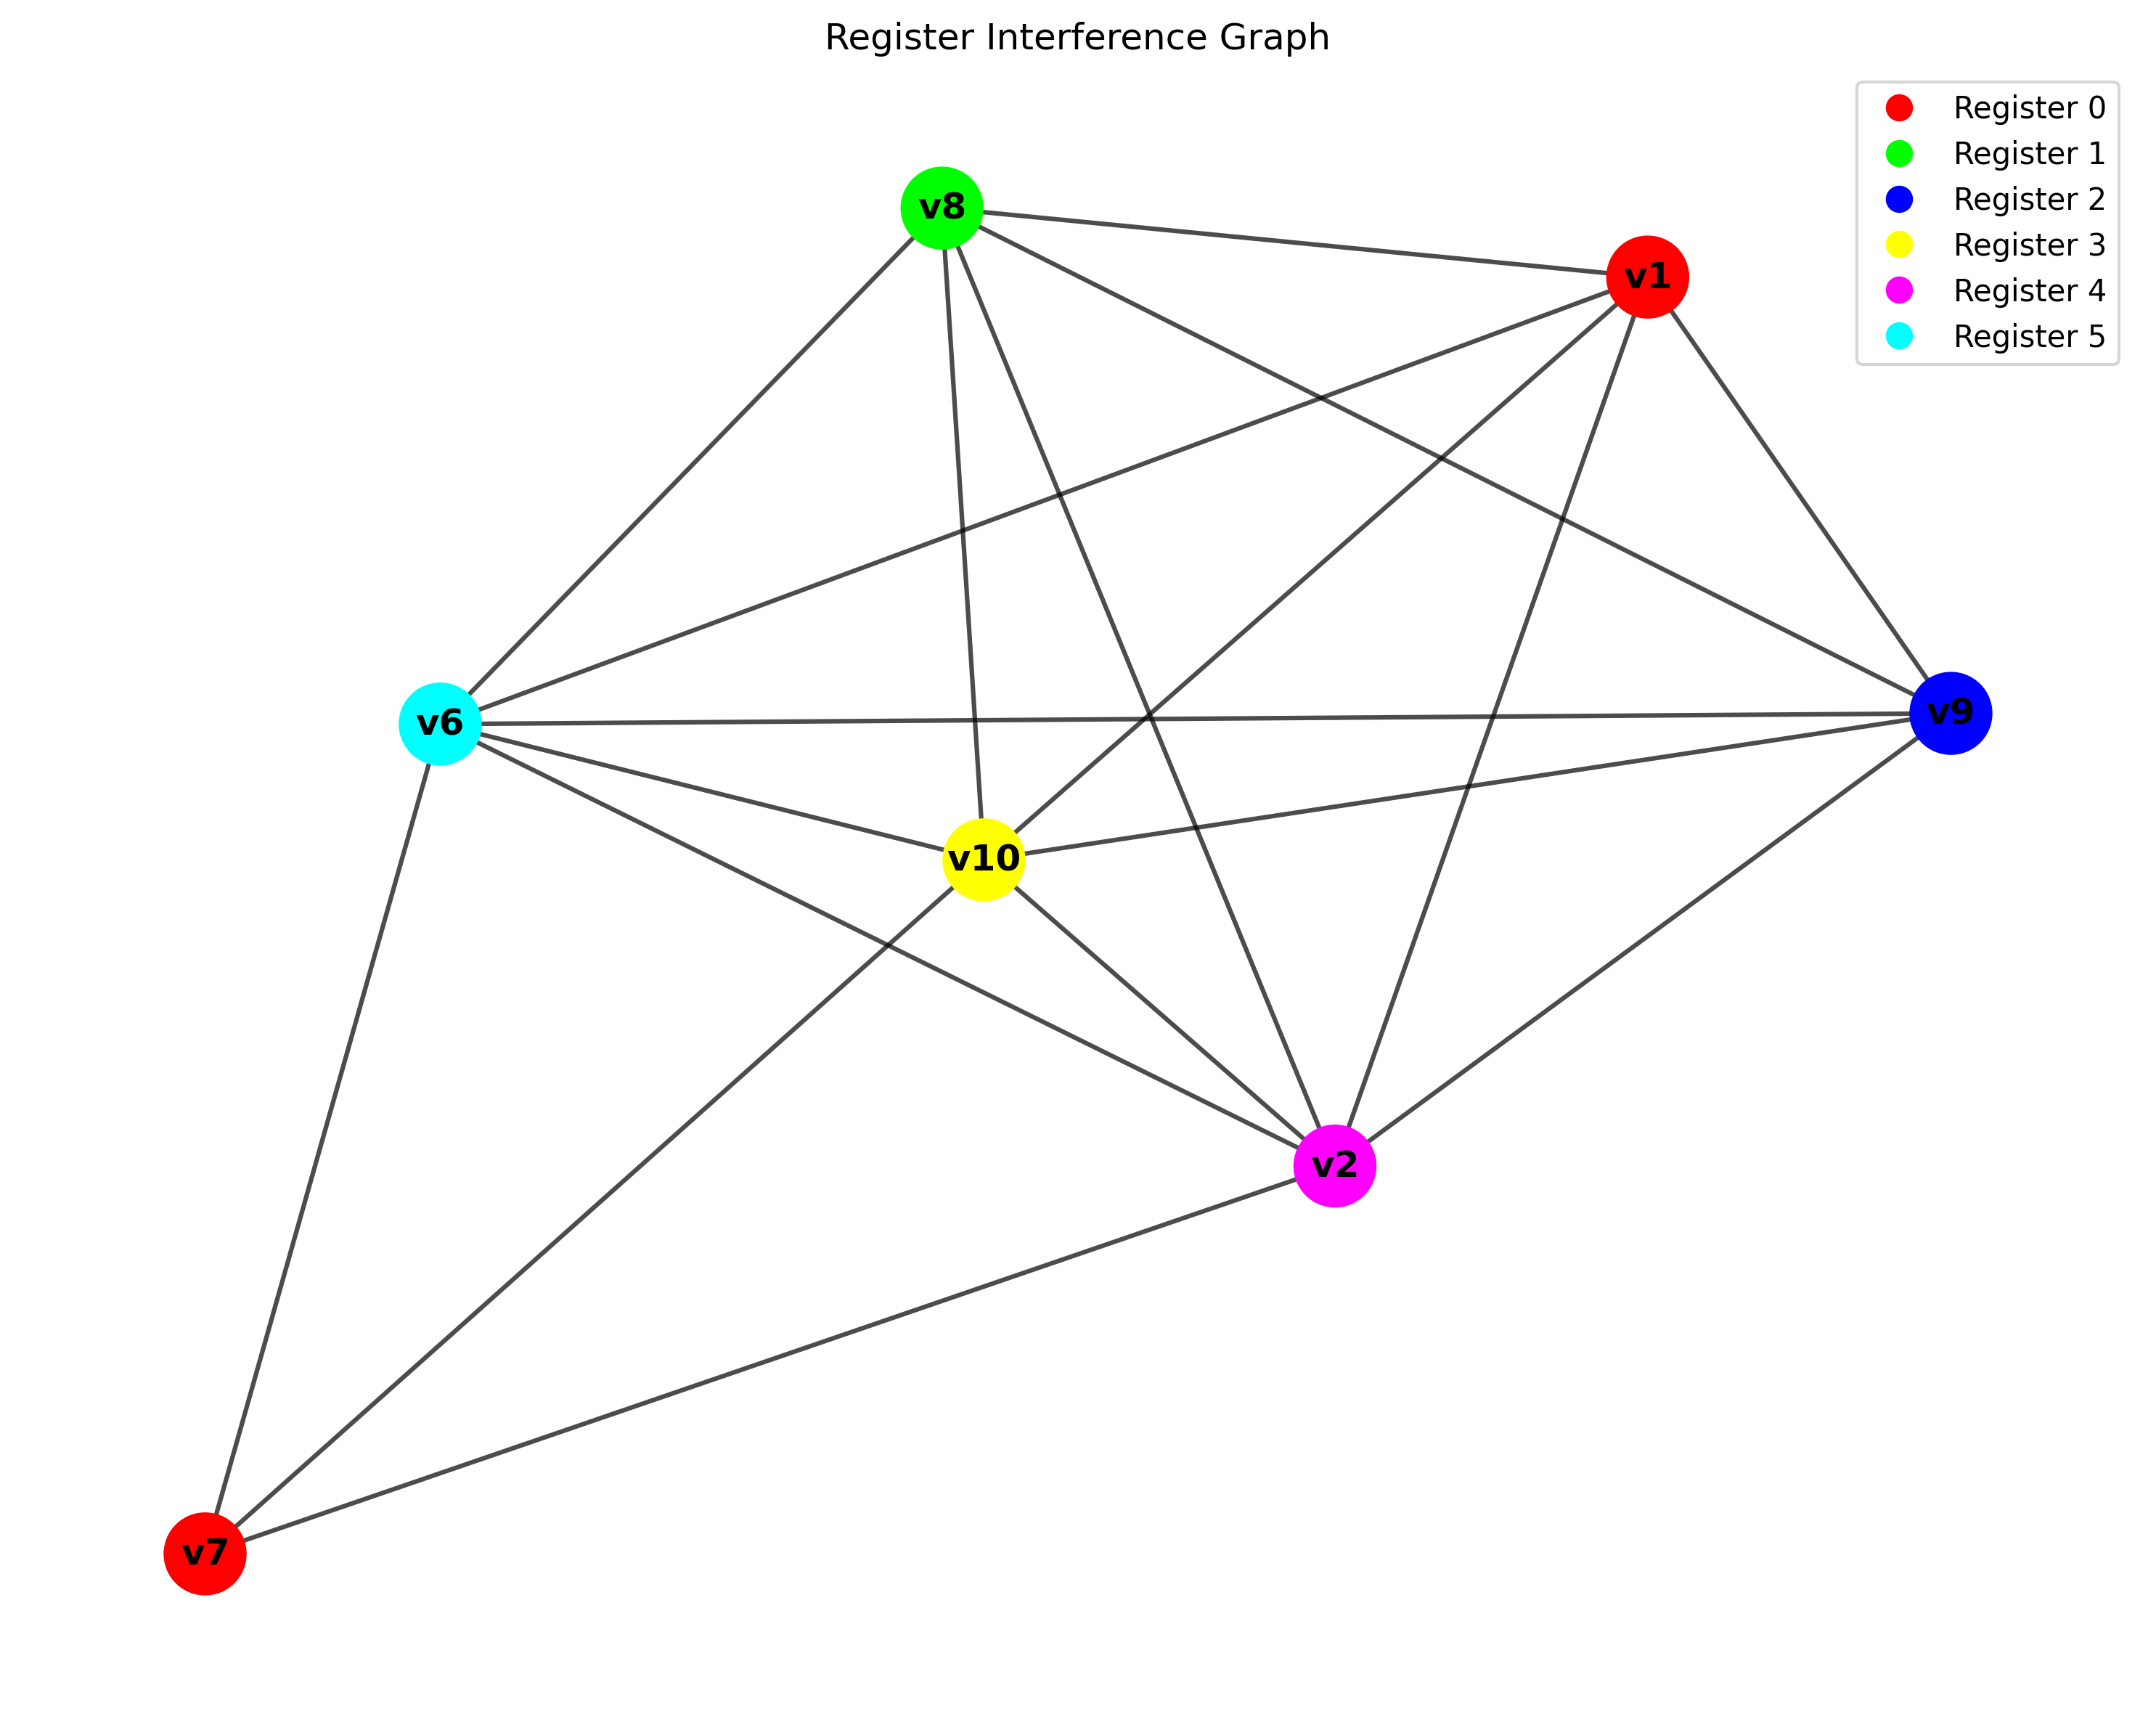 Register Interference Graph
Register 0
Register 1
Register 2
Register 3
Register 4
Register 5
v8
v1
v6
v9
v10
v2
v7